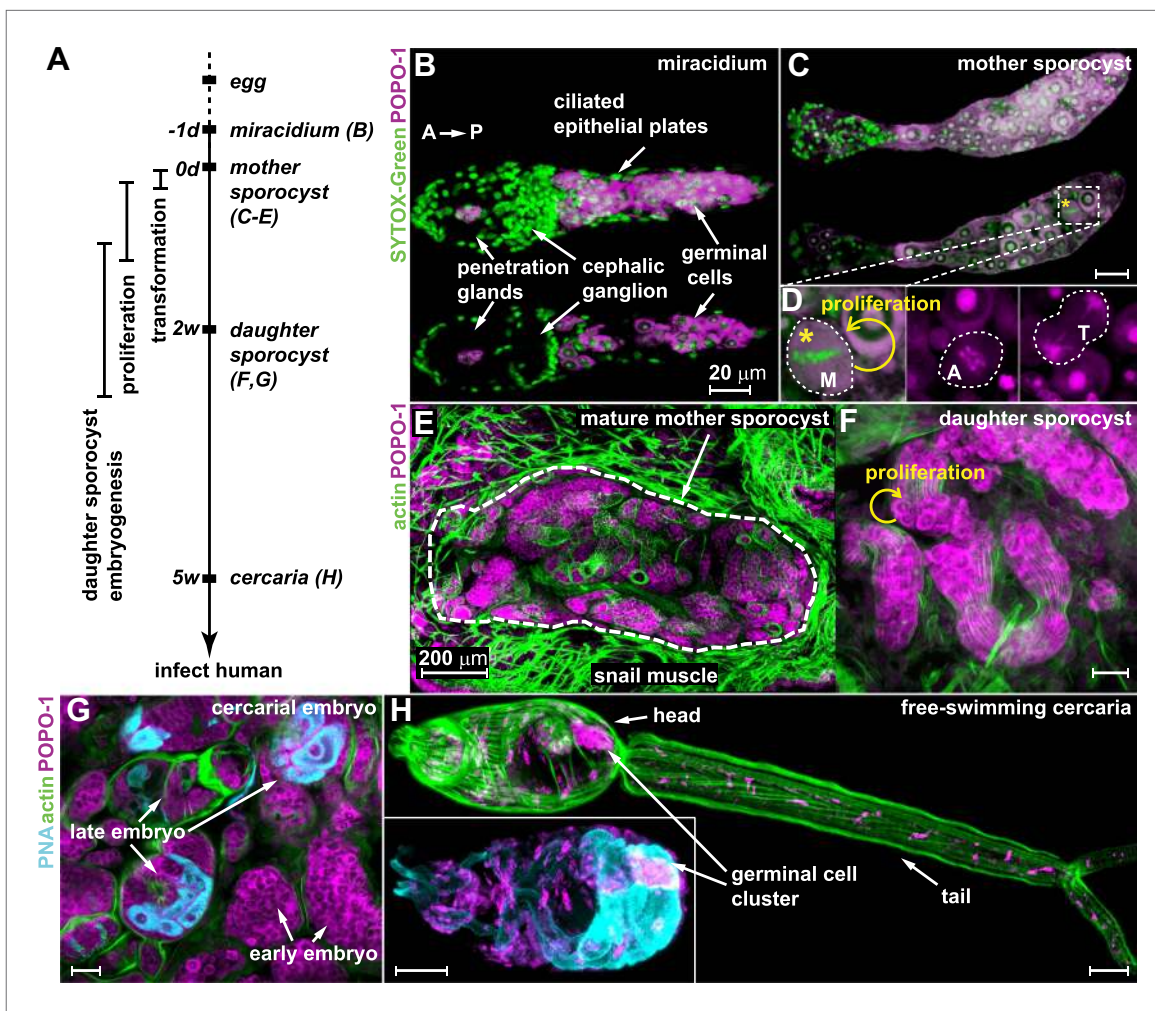 A
egg
-1d
miracidium (B)
0d
mother
sporocyst
(C-E)
transformation
proliferation
2w
daughter
sporocyst
(F,G)
daughter sporocyst
embryogenesis
5w
cercaria (H)
infect human
SYTOX-Green POPO-1
B
miracidium
ciliated
epithelial plates
A → P
penetration
glands
cephalic
ganglion
germinal
cells
20 μm
C
mother sporocyst
*
D
proliferation
*
M
A
T
actin POPO-1
E
mature mother sporocyst
200 μm
snail muscle
F
daughter sporocyst
proliferation
PNA actin POPO-1
G
cercarial embryo
late embryo
early embryo
H
head
free-swimming cercaria
germinal cell
cluster
tail